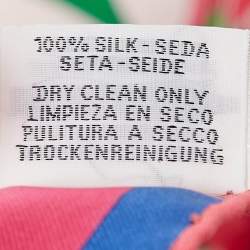 100% SILK - SEDA
SETA - SEIDE
DRY CLEAN ONLY
LIMPIEZA EN SECO
PULITURA A SECCO
TROCKENREINIGUNG